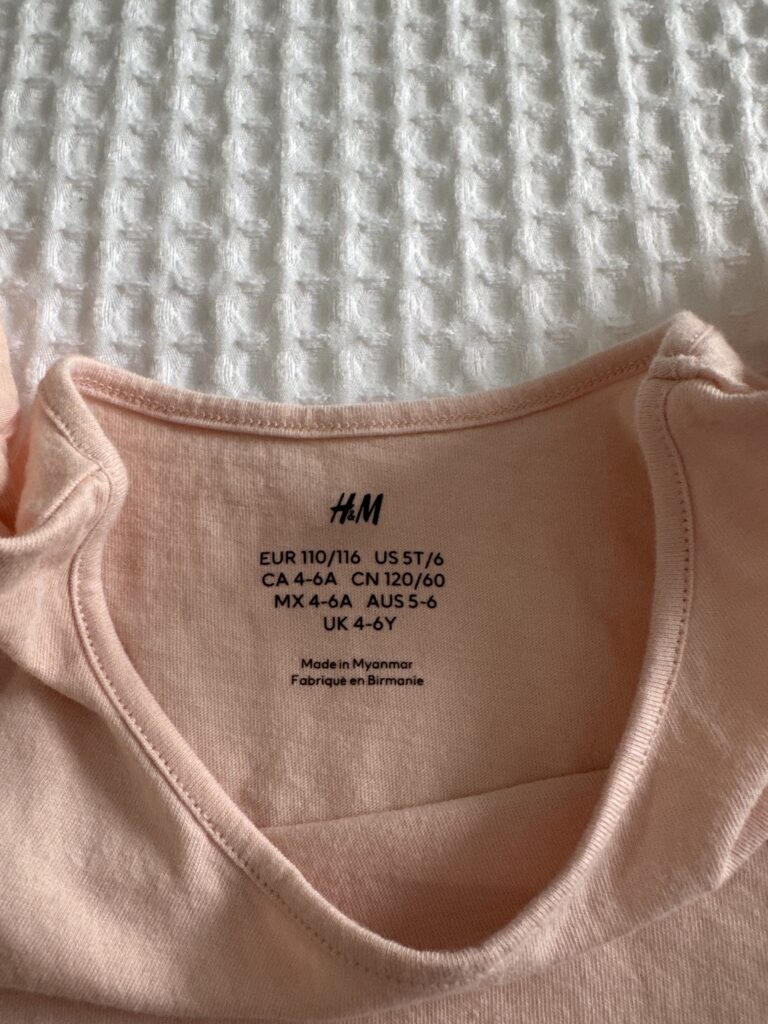 H&M
EUR 110/116 US 5T/6
CA 4-6A CN 120/60
MX 4-6A AUS 5-6
UK 4-6Y
Made in Myanmar
Fabriqué en Birmanie